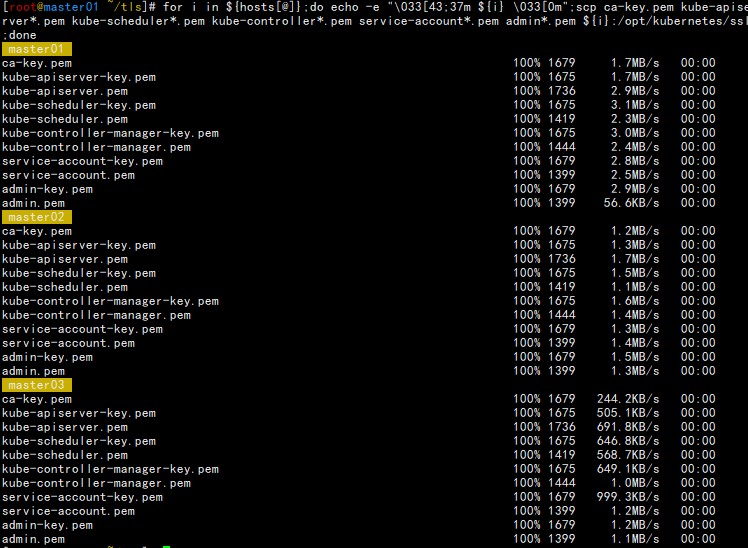 [root@master01 ~/tls]# for i in ${hosts[@]};do echo -e "\033[43;37m ${i} \033[0m";scp ca-key.pem kube-apise
rver*.pem kube-scheduler*.pem kube-controller*.pem service-account*.pem admin*.pem ${i}:/opt/kubernetes/ssl
;done
master01
ca-key.pem 100% 1679 1.7MB/s 00:00
kube-apiserver-key.pem 100% 1675 1.7MB/s 00:00
kube-apiserver.pem 100% 1736 2.9MB/s 00:00
kube-scheduler-key.pem 100% 1675 3.1MB/s 00:00
kube-scheduler.pem 100% 1419 2.3MB/s 00:00
kube-controller-manager-key.pem 100% 1675 3.0MB/s 00:00
kube-controller-manager.pem 100% 1444 2.4MB/s 00:00
service-account-key.pem 100% 1679 2.8MB/s 00:00
service-account.pem 100% 1399 2.5MB/s 00:00
admin-key.pem 100% 1679 2.9MB/s 00:00
admin.pem 100% 1399 56.6KB/s 00:00
master02
ca-key.pem 100% 1679 1.2MB/s 00:00
kube-apiserver-key.pem 100% 1675 1.3MB/s 00:00
kube-apiserver.pem 100% 1736 1.7MB/s 00:00
kube-scheduler-key.pem 100% 1675 1.5MB/s 00:00
kube-scheduler.pem 100% 1419 1.1MB/s 00:00
kube-controller-manager-key.pem 100% 1675 1.6MB/s 00:00
kube-controller-manager.pem 100% 1444 1.4MB/s 00:00
service-account-key.pem 100% 1679 1.3MB/s 00:00
service-account.pem 100% 1399 1.4MB/s 00:00
admin-key.pem 100% 1679 1.5MB/s 00:00
admin.pem 100% 1399 1.3MB/s 00:00
master03
ca-key.pem 100% 1679 244.2KB/s 00:00
kube-apiserver-key.pem 100% 1675 505.1KB/s 00:00
kube-apiserver.pem 100% 1736 691.8KB/s 00:00
kube-scheduler-key.pem 100% 1675 646.8KB/s 00:00
kube-scheduler.pem 100% 1419 568.7KB/s 00:00
kube-controller-manager-key.pem 100% 1675 649.1KB/s 00:00
kube-controller-manager.pem 100% 1444 1.0MB/s 00:00
service-account-key.pem 100% 1679 999.3KB/s 00:00
service-account.pem 100% 1399 1.2MB/s 00:00
admin-key.pem 100% 1679 1.2MB/s 00:00
admin.pem 100% 1399 1.1MB/s 00:00